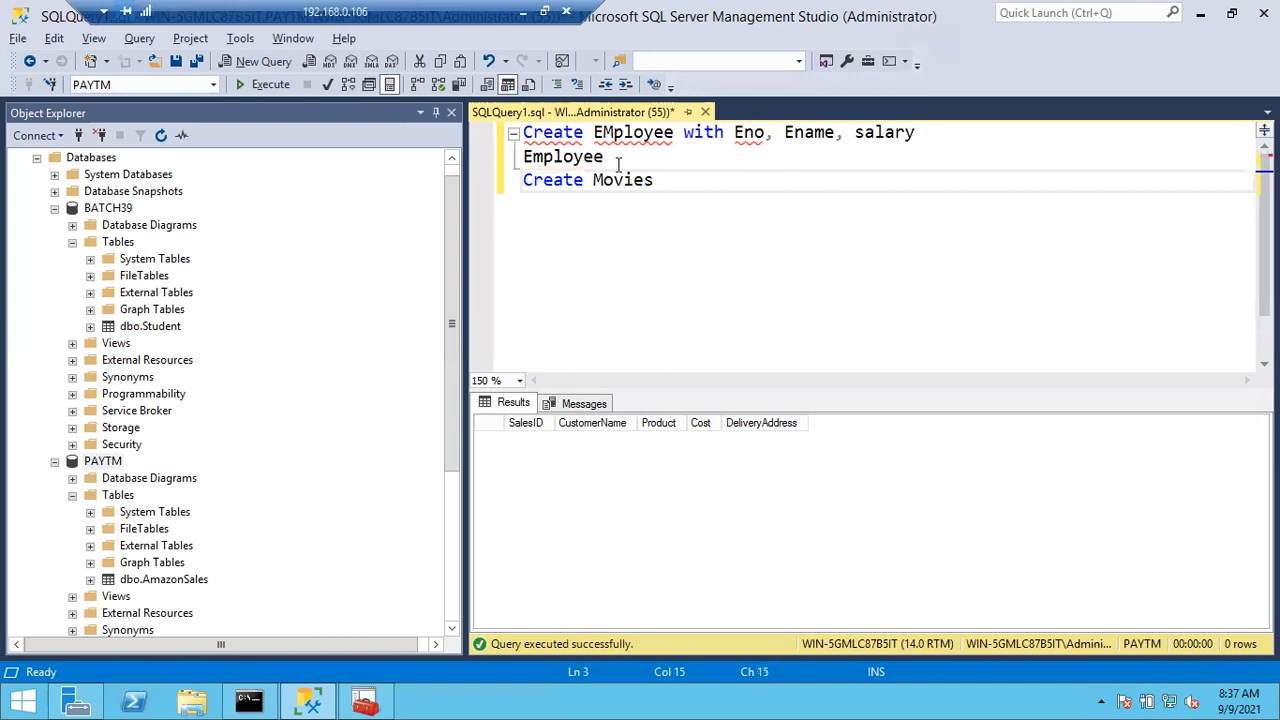 SQLQuery1.sql - WIN-5GMLC87B5IT.PAYTM
192.168.0.106
\Administrator (55))* - Microsoft SQL Server Management Studio (Administrator)
Quick Launch (Ctrl+Q)
File Edit View Query Project Tools Window Help
New Query
MDX DMX XMLA DAX
PAYTM
Execute
Object Explorer
Connect
Databases
System Databases
Database Snapshots
BATCH39
Database Diagrams
Tables
System Tables
FileTables
External Tables
Graph Tables
dbo.Student
Views
External Resources
Synonyms
Programmability
Service Broker
Storage
Security
PAYTM
Database Diagrams
Tables
System Tables
FileTables
External Tables
Graph Tables
dbo.AmazonSales
Views
External Resources
Synonyms
SQLQuery1.sql - WI...Administrator (55))*
Create EMployee with Eno, Ename, salary
Employee
Create Movies
150 %
Results Messages
SalesID CustomerName Product Cost DeliveryAddress
Query executed successfully. WIN-5GMLC87B5IT (14.0 RTM) WIN-5GMLC87B5IT\Admini... PAYTM 00:00:00 0 rows
Ready Ln 3 Col 15 Ch 15 INS
8:37 AM
9/9/2021